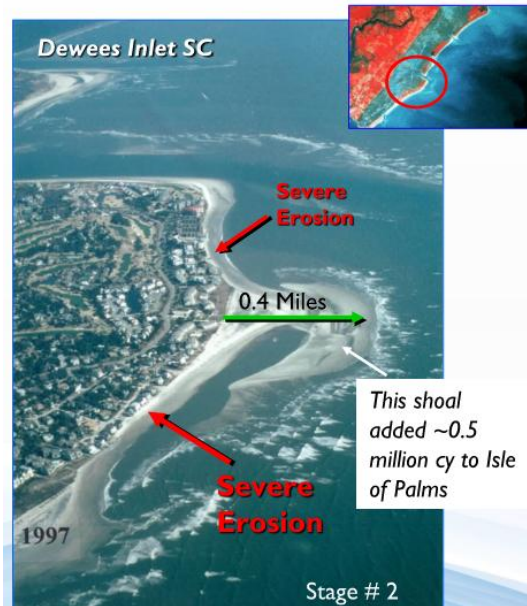 Dewees Inlet SC
Severe
Erosion
0.4 Miles
This shoal
added ~0.5
million cy to Isle
of Palms
Severe
Erosion
1997
Stage # 2